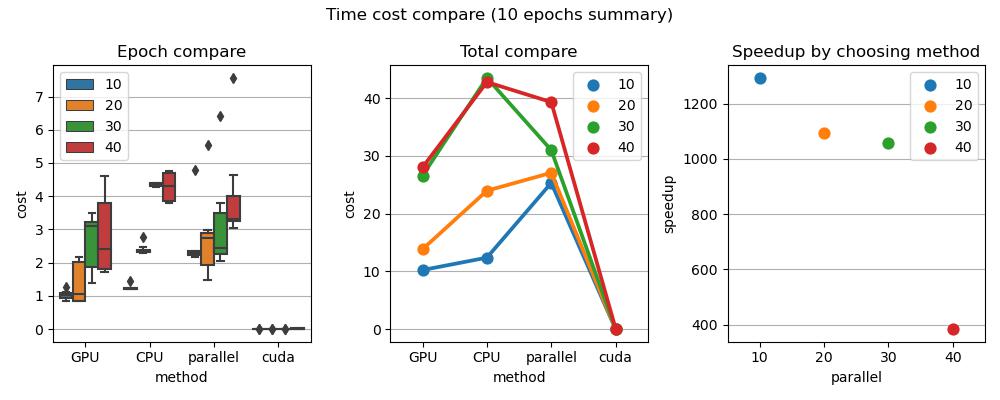 Time cost compare (10 epochs summary)
Epoch compare
cost
7
6
5
4
3
2
1
0
10
20
30
40
GPU
CPU
parallel
cuda
method
Total compare
cost
40
30
20
10
0
10
20
30
40
GPU
CPU
parallel
cuda
method
Speedup by choosing method
speedup
1200
1000
800
600
400
10
20
30
40
10
20
30
40
parallel